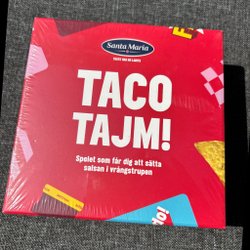 Santa Maria
TACO
TAJM!
Spelet som får dig att sätta
salsan i vrångstrupen